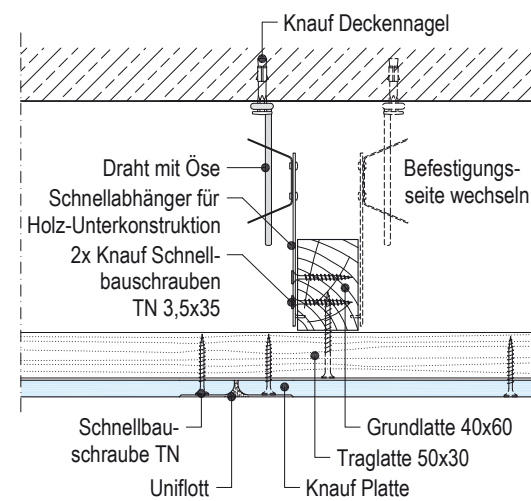 Knauf Deckennagel
Draht mit Öse
Schnellabhänger für
Holz-Unterkonstruktion
2x Knauf Schnell-
bauschrauben
TN 3,5x35
Befestigungs-
seite wechseln
Schnellbau-
schraube TN
Uniflott
Grundlatte 40x60
Traglatte 50x30
Knauf Platte